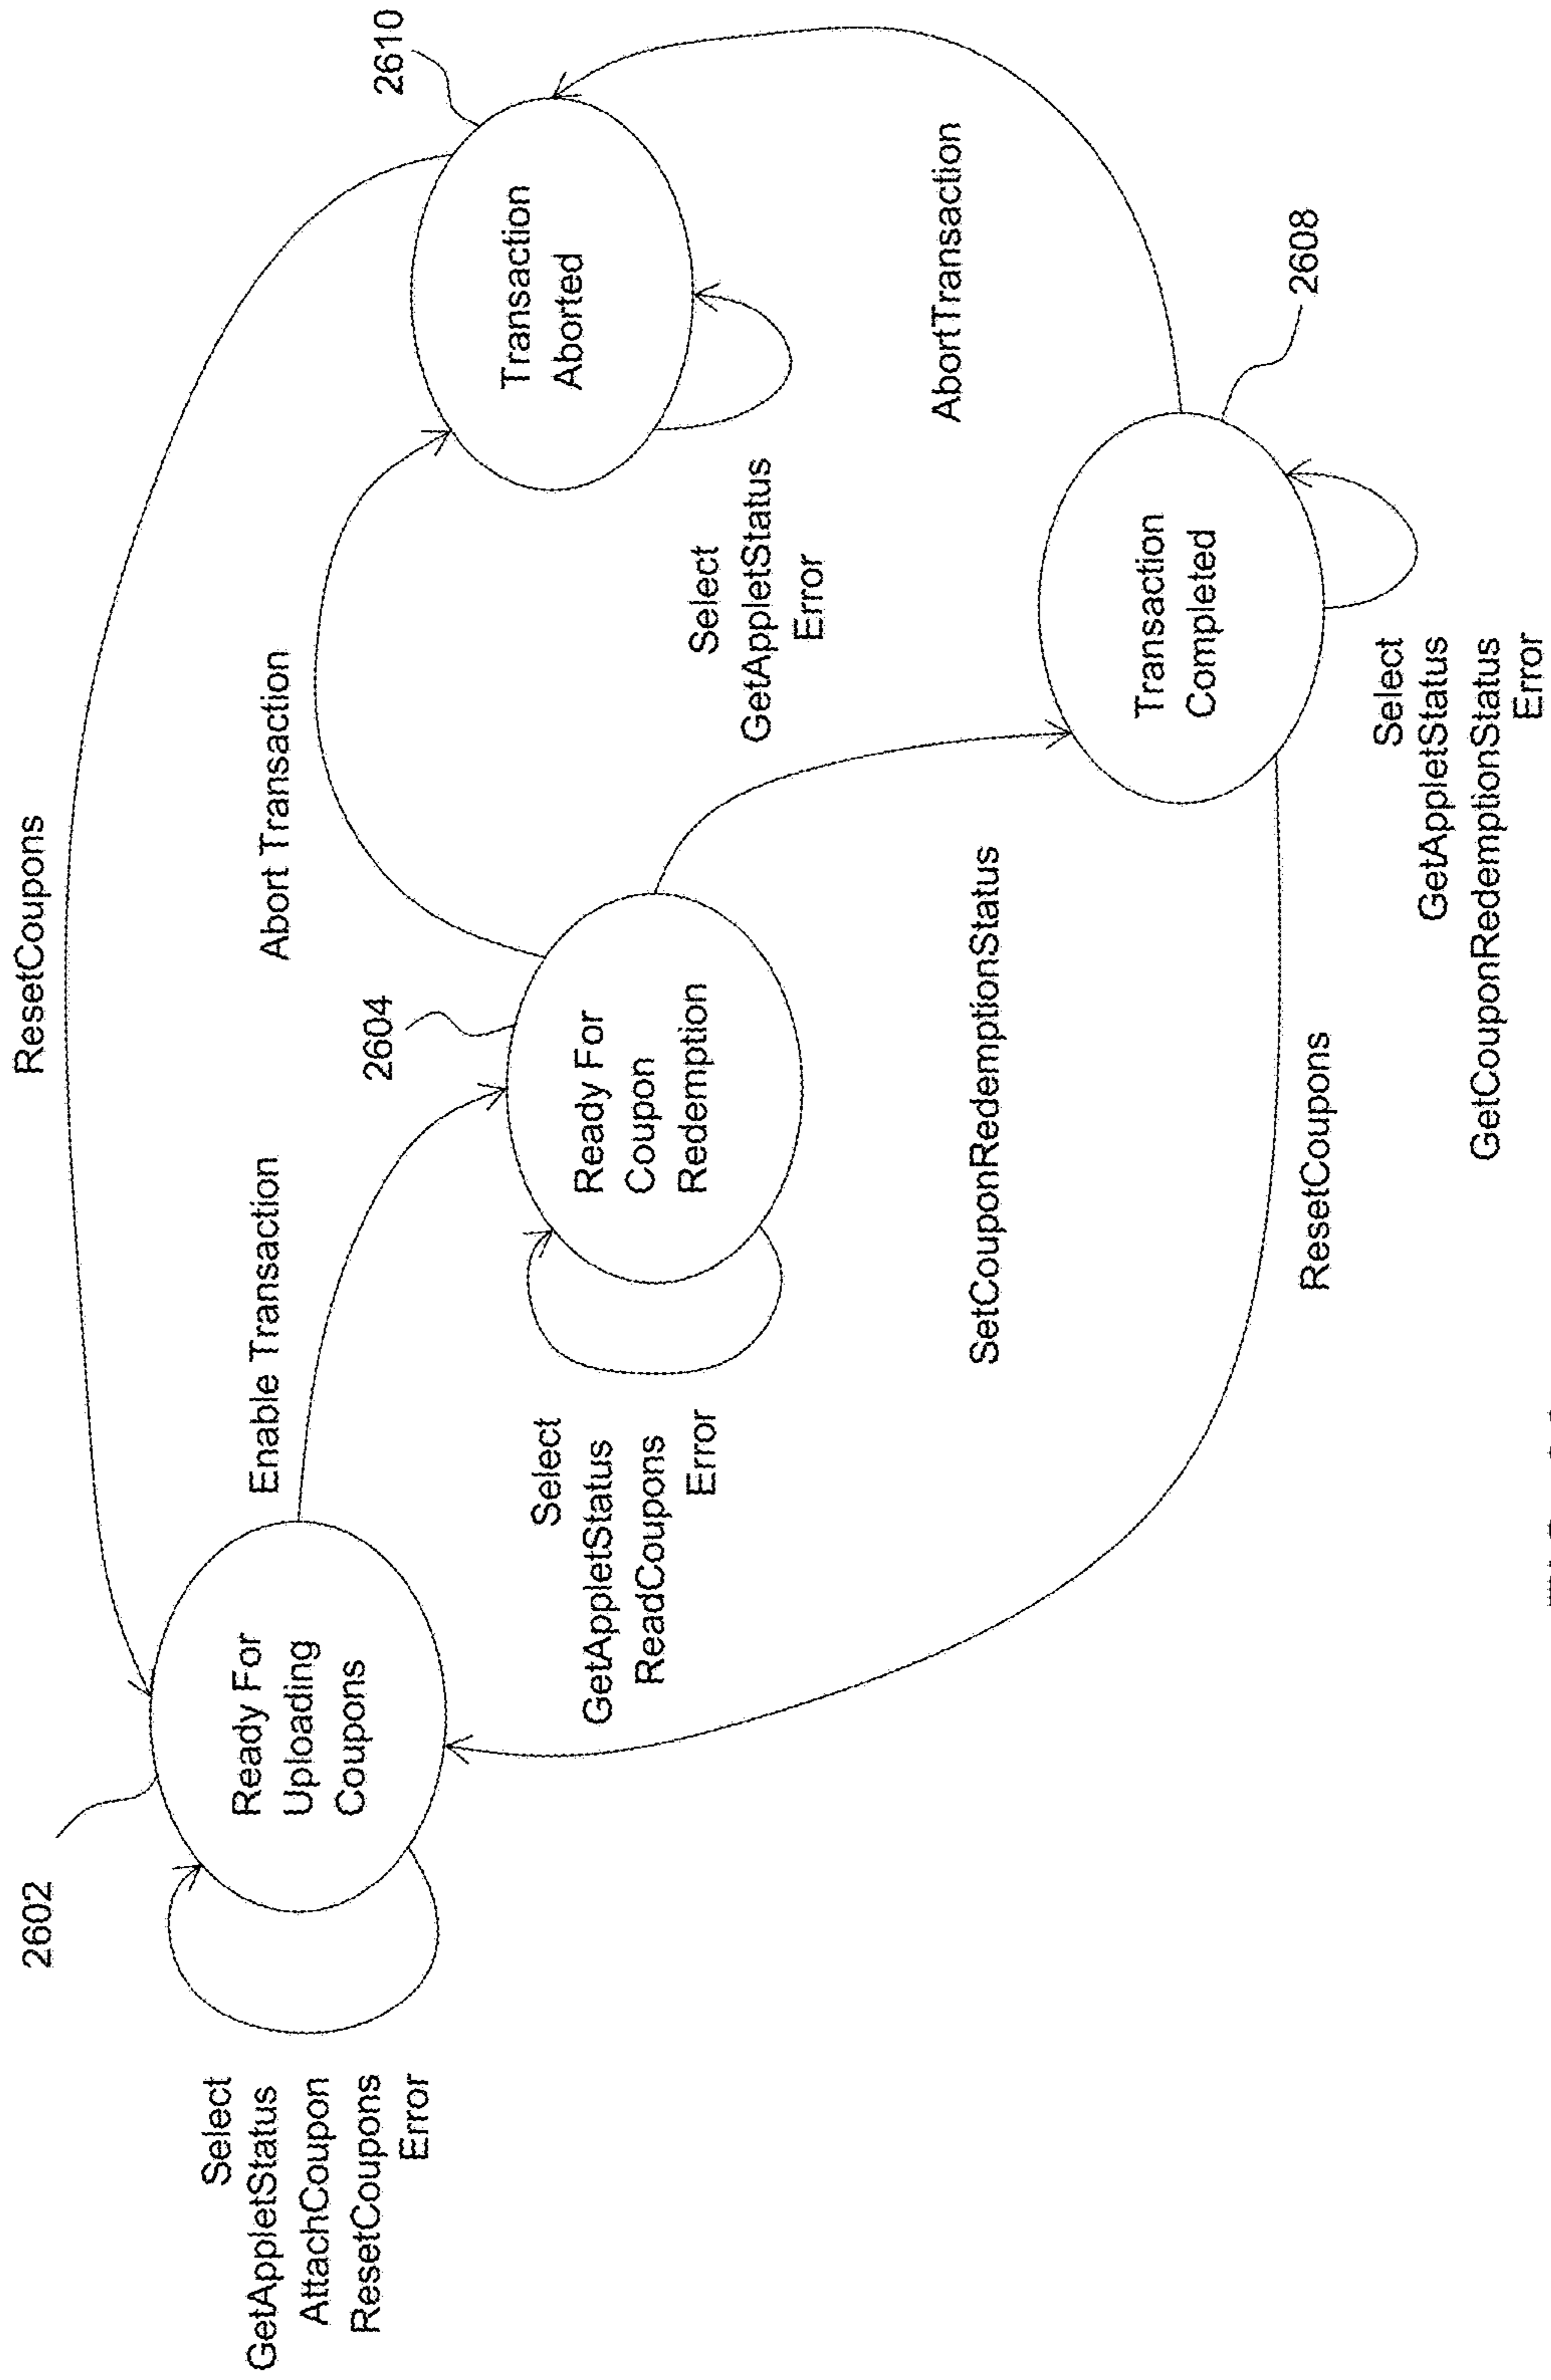 ResetCoupons
2610
Abort Transaction
Transaction
Aborted
2602
Enable Transaction
2604
Select
GetAppletStatus
AttachCoupon
ResetCoupons
Error
Ready For
Uploading
Coupons
Ready For
Coupon
Redemption
Select
GetAppletStatus
Error
AbortTransaction
Select
GetAppletStatus
ReadCoupons
Error
SetCouponRedemptionStatus
Transaction
Completed
2608
ResetCoupons
Select
GetAppletStatus
GetCouponRedemptionStatus
Error